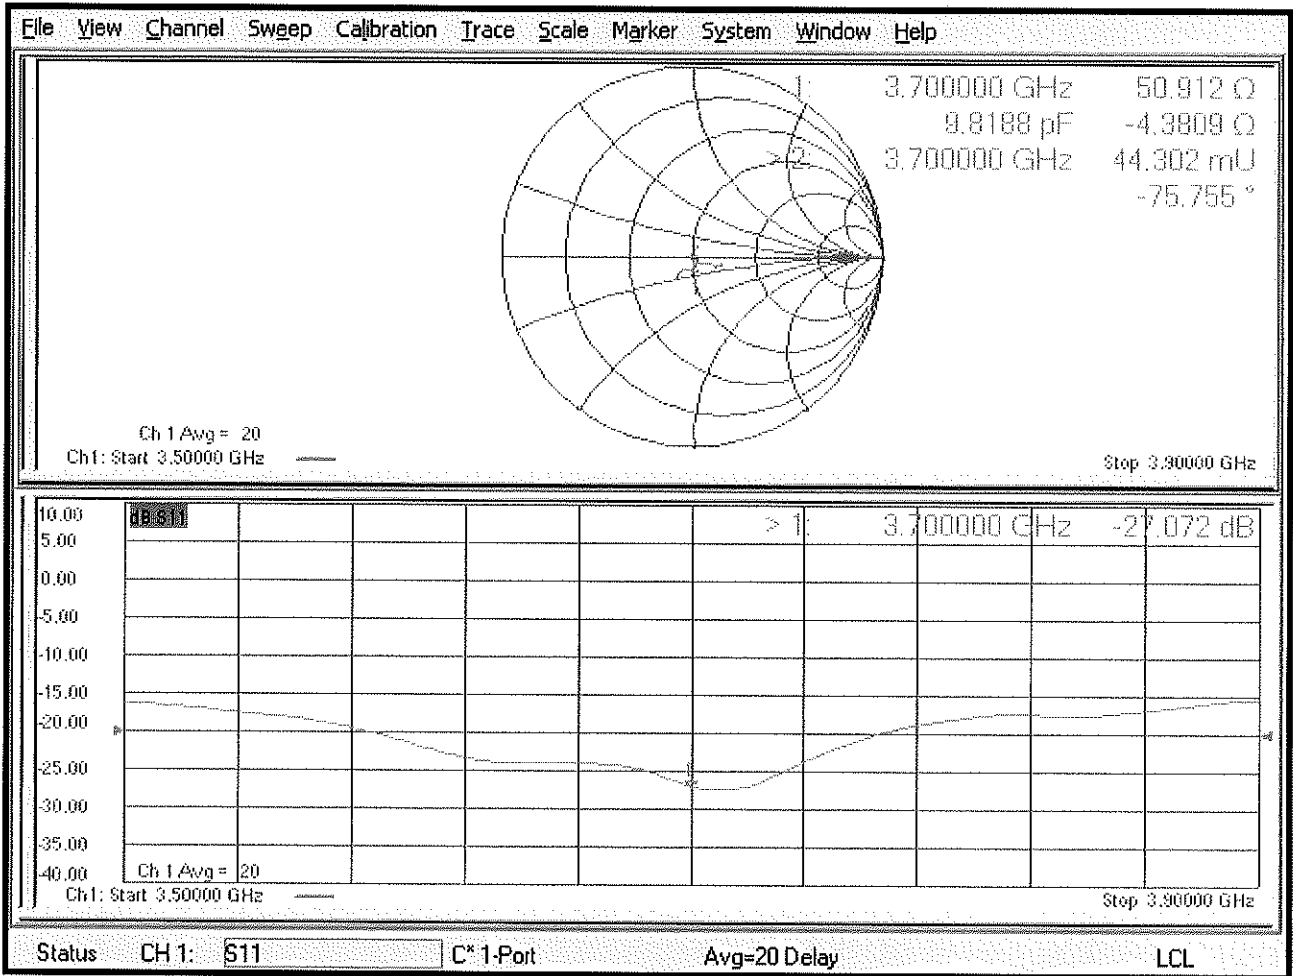 File View Channel Sweep Calibration Trace Scale Marker System Window Help
1: 3.700000 GHz 50.912 Ω
9.8188 pF -4.3809 Ω
> 2: 3.700000 GHz 44.302 mU
-75.755 °
Ch 1 Avg = 20
Ch1: Start 3.50000 GHz
Stop 3.90000 GHz
10.00
dB S11
> 1: 3.700000 GHz -27.072 dB
5.00
0.00
-5.00
-10.00
-15.00
-20.00
-25.00
-30.00
-35.00
-40.00
Ch 1 Avg = 20
Ch1: Start 3.50000 GHz
Stop 3.90000 GHz
Status CH 1: S11 C* 1-Port Avg=20 Delay LCL